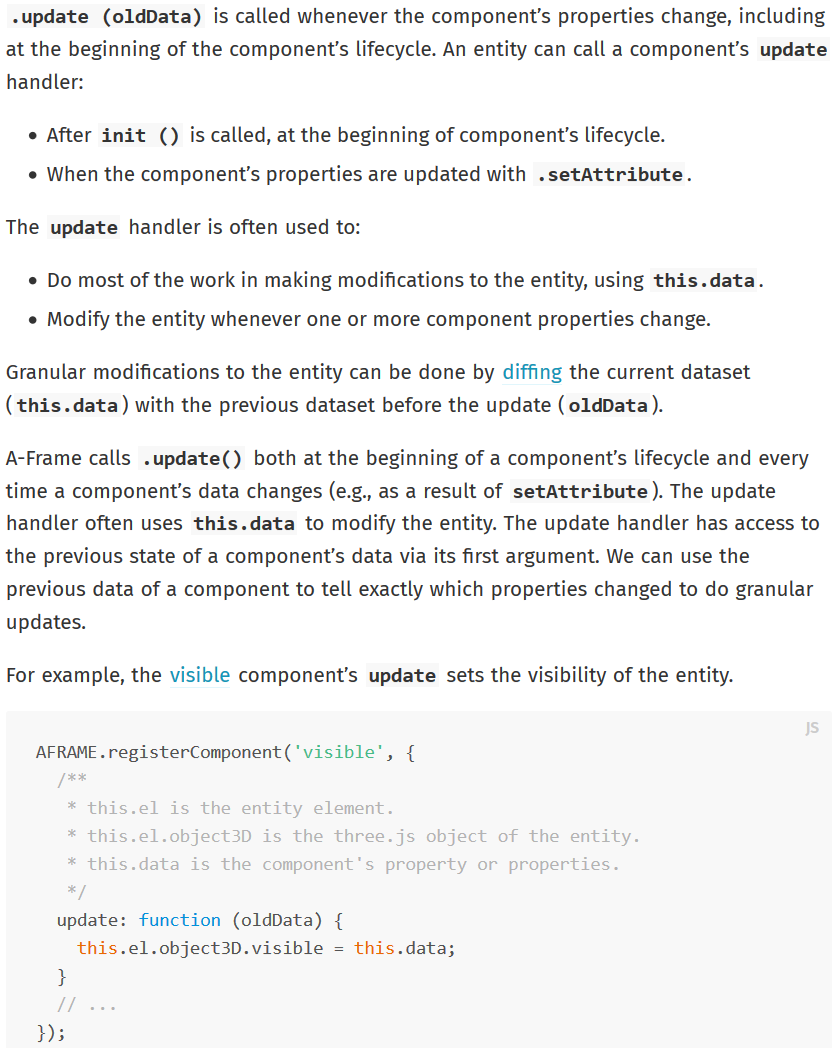 .update (oldData) is called whenever the component’s properties change, including
at the beginning of the component’s lifecycle. An entity can call a component’s update
handler:
• After init () is called, at the beginning of component’s lifecycle.
• When the component’s properties are updated with .setAttribute.
The update handler is often used to:
• Do most of the work in making modifications to the entity, using this.data.
• Modify the entity whenever one or more component properties change.
Granular modifications to the entity can be done by diffing the current dataset
(this.data) with the previous dataset before the update (oldData).
A-Frame calls .update() both at the beginning of a component’s lifecycle and every
time a component’s data changes (e.g., as a result of setAttribute). The update
handler often uses this.data to modify the entity. The update handler has access to
the previous state of a component’s data via its first argument. We can use the
previous data of a component to tell exactly which properties changed to do granular
updates.
For example, the visible component’s update sets the visibility of the entity.
JS
AFRAME.registerComponent('visible', {
  /**
   * this.el is the entity element.
   * this.el.object3D is the three.js object of the entity.
   * this.data is the component's property or properties.
   */
  update: function (oldData) {
    this.el.object3D.visible = this.data;
  }
  // ...
});